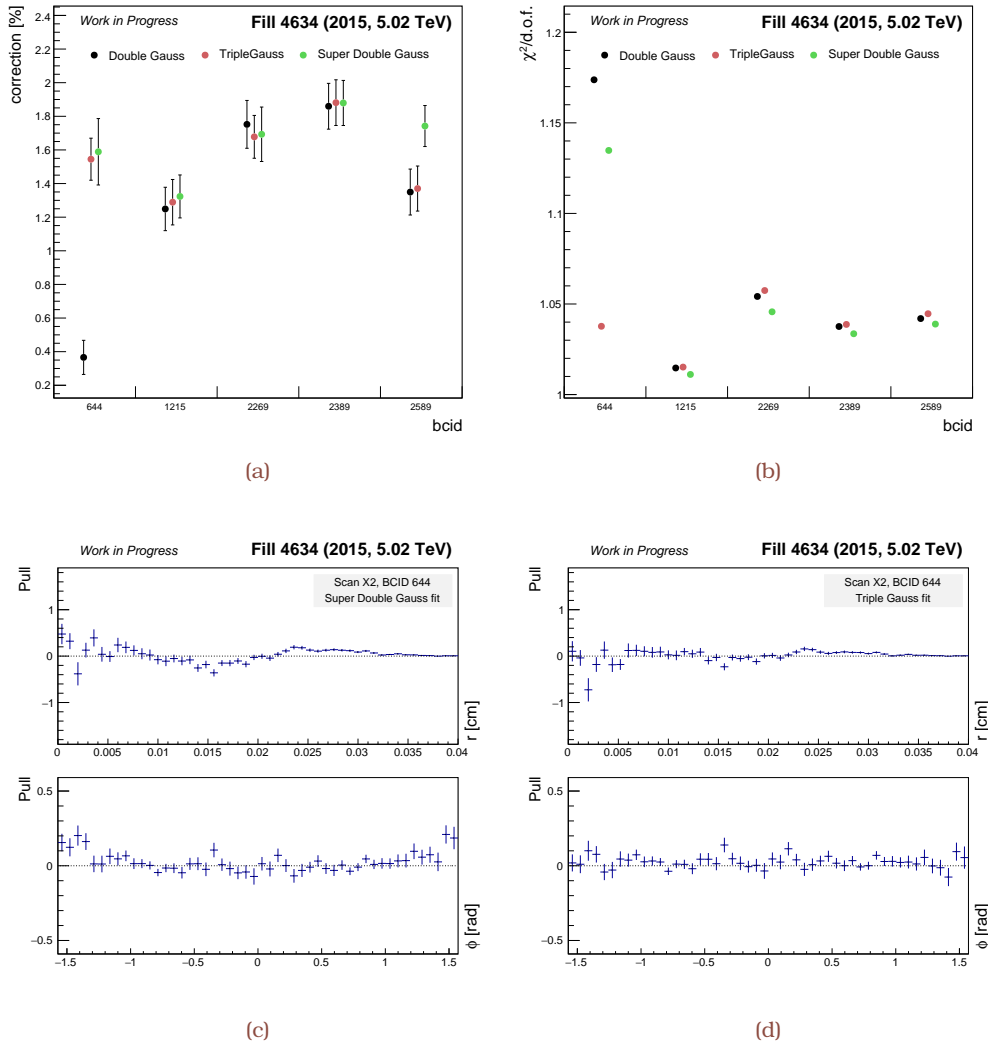 Work in Progress Fill 4634 (2015, 5.02 TeV)
correction [%]
Double Gauss TripleGauss Super Double Gauss
2.4
2.2
2
1.8
1.6
1.4
1.2
1
0.8
0.6
0.4
0.2
644 1215 2269 2389 2589
bcid
(a)
Work in Progress Fill 4634 (2015, 5.02 TeV)
χ²/d.o.f.
Double Gauss TripleGauss Super Double Gauss
1.2
1.15
1.1
1.05
1
644 1215 2269 2389 2589
bcid
(b)
Work in Progress Fill 4634 (2015, 5.02 TeV)
Pull
Scan X2, BCID 644
Super Double Gauss fit
1
0
−1
0 0.005 0.01 0.015 0.02 0.025 0.03 0.035 0.04
r [cm]
Pull
0.5
0
−0.5
−1.5 −1 −0.5 0 0.5 1 1.5
ϕ [rad]
(c)
Work in Progress Fill 4634 (2015, 5.02 TeV)
Pull
Scan X2, BCID 644
Triple Gauss fit
1
0
−1
0 0.005 0.01 0.015 0.02 0.025 0.03 0.035 0.04
r [cm]
Pull
0.5
0
−0.5
−1.5 −1 −0.5 0 0.5 1 1.5
ϕ [rad]
(d)